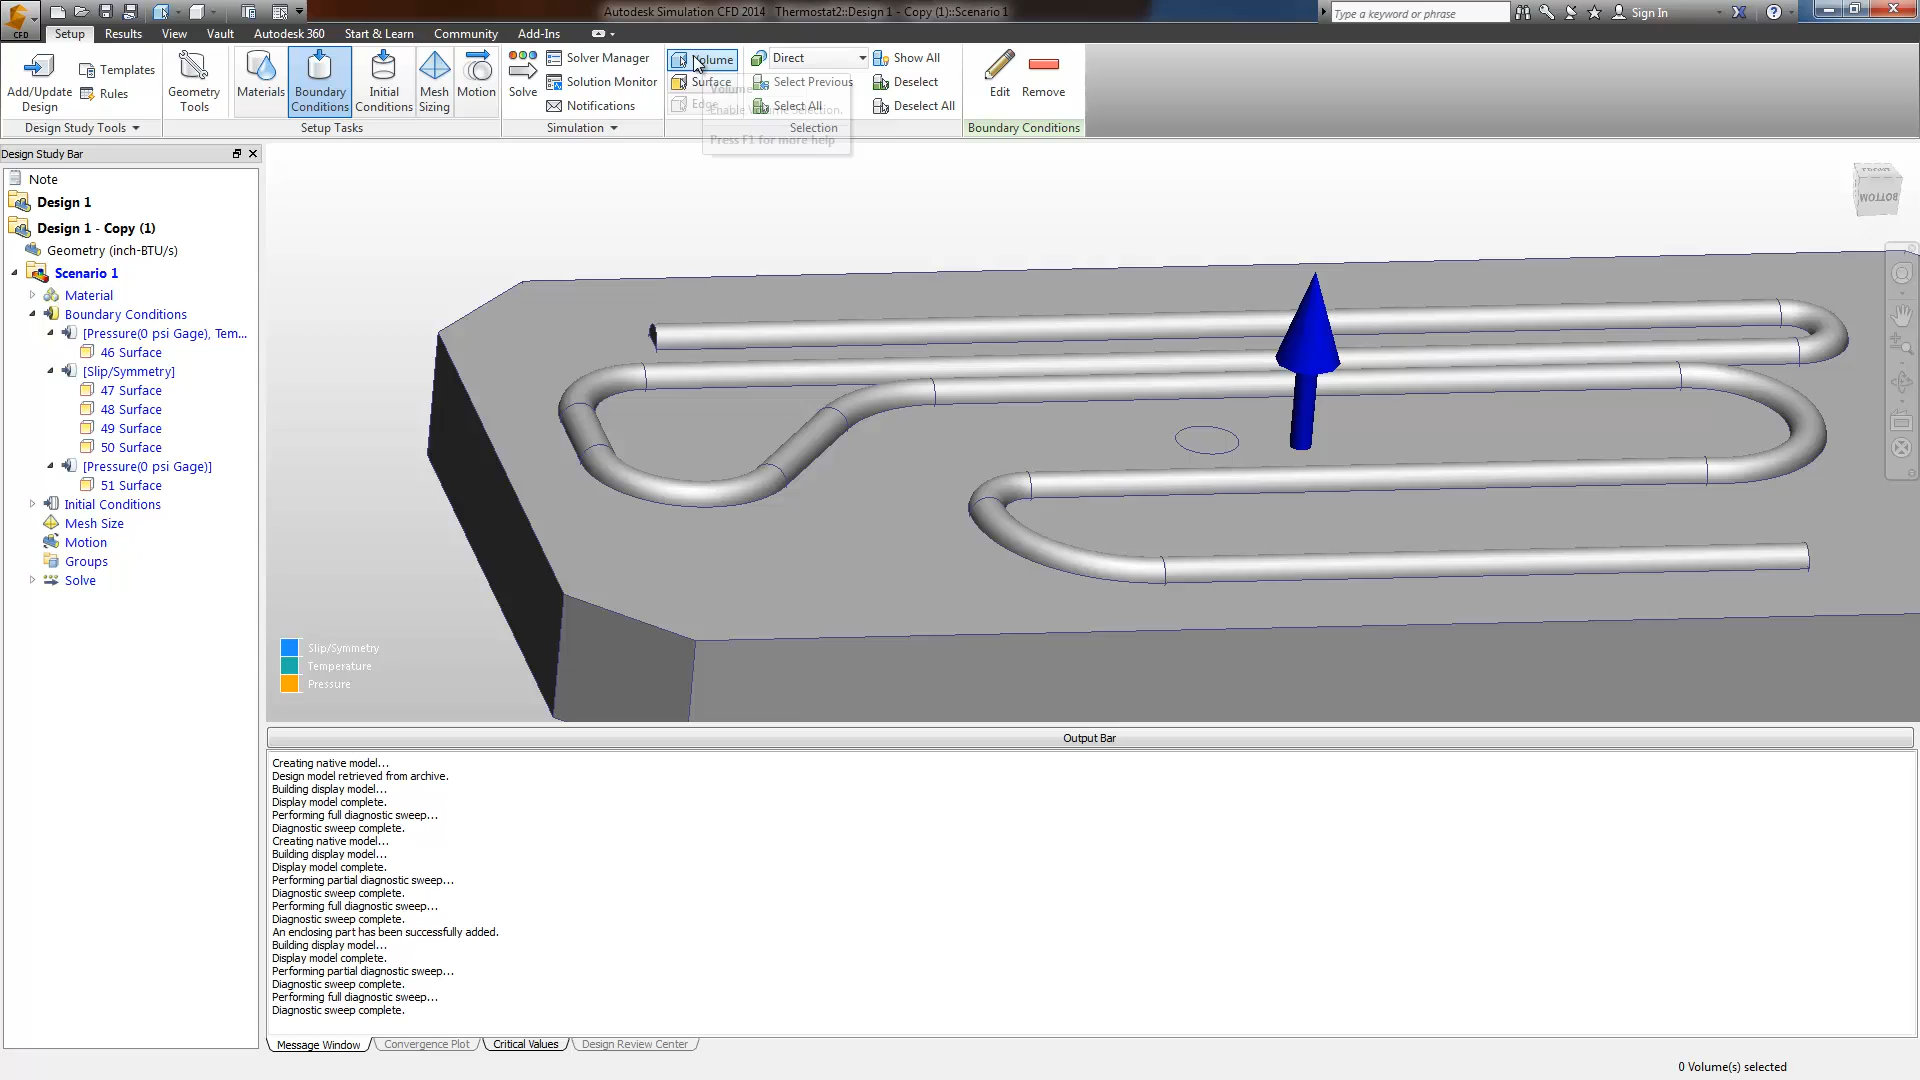 Autodesk Simulation CFD 2014   Thermostat2::Design 1 - Copy (1)::Scenario 1
Type a keyword or phrase
Sign In
CFD
Setup
Results
View
Vault
Autodesk 360
Start & Learn
Community
Add-Ins
Add/Update
Design
Templates
Rules
Design Study Tools
Geometry
Tools
Materials
Boundary
Conditions
Initial
Conditions
Mesh
Sizing
Motion
Setup Tasks
Solve
Solver Manager
Solution Monitor
Notifications
Simulation
Volume
Surface
Edge
Direct
Select Previous
Select All
Show All
Deselect
Deselect All
Selection
Volume
Enable Volume Selection.
Press F1 for more help
Edit
Remove
Boundary Conditions
Design Study Bar
Note
Design 1
Design 1 - Copy (1)
Geometry (inch-BTU/s)
Scenario 1
Material
Boundary Conditions
[Pressure(0 psi Gage), Tem...
46 Surface
[Slip/Symmetry]
47 Surface
48 Surface
49 Surface
50 Surface
[Pressure(0 psi Gage)]
51 Surface
Initial Conditions
Mesh Size
Motion
Groups
Solve
FRONT
BOTTOM
Slip/Symmetry
Temperature
Pressure
Output Bar
Creating native model...
Design model retrieved from archive.
Building display model...
Display model complete.
Performing full diagnostic sweep...
Diagnostic sweep complete.
Creating native model...
Building display model...
Display model complete.
Performing partial diagnostic sweep...
Diagnostic sweep complete.
Performing full diagnostic sweep...
Diagnostic sweep complete.
An enclosing part has been successfully added.
Building display model...
Display model complete.
Performing partial diagnostic sweep...
Diagnostic sweep complete.
Performing full diagnostic sweep...
Diagnostic sweep complete.
Message Window
Convergence Plot
Critical Values
Design Review Center
0 Volume(s) selected